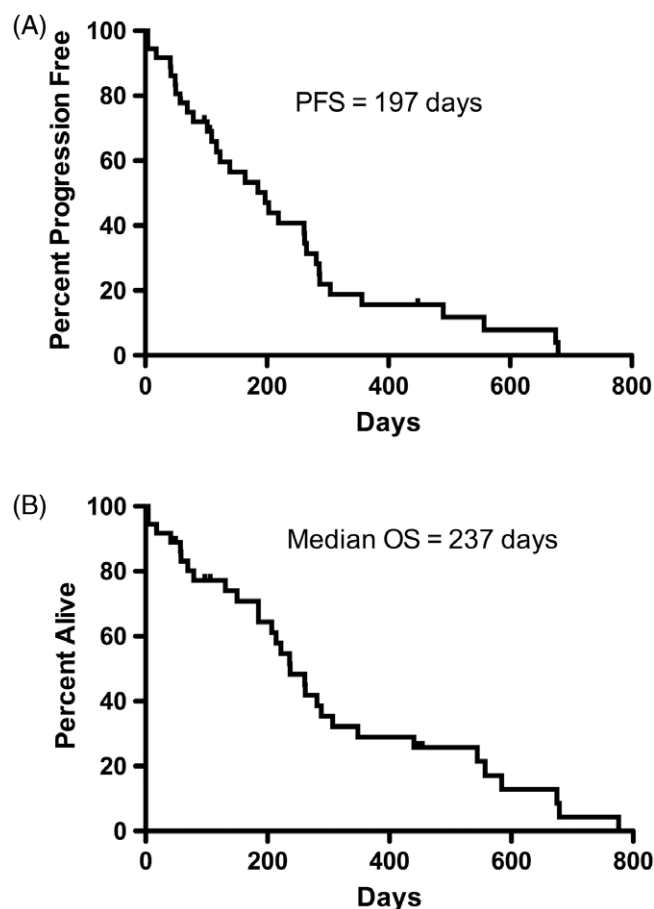 (A)
Percent Progression Free
100
80
60
40
20
0
PFS = 197 days
0 200 400 600 800
Days
(B)
Percent Alive
100
80
60
40
20
0
Median OS = 237 days
0 200 400 600 800
Days